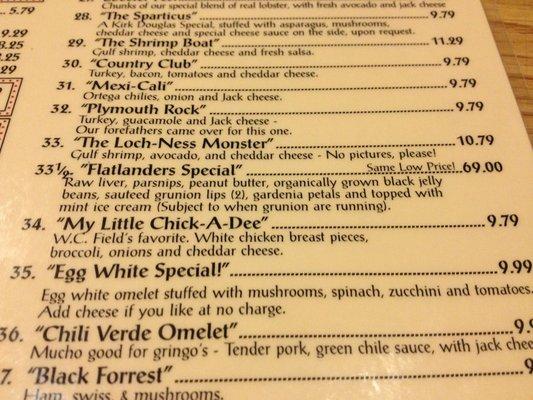 Chunks of our special blend of real lobster, with fresh avocado and jack cheese
5.79
28. "The Sparticus" 9.79
A Kirk Douglas Special, stuffed with asparagus, mushrooms,
cheddar cheese and special cheese sauce on the side, upon request.
9.29
29. "The Shrimp Boat" 11.29
Gulf shrimp, cheddar cheese and fresh salsa.
8.25
30. "Country Club" 9.79
Turkey, bacon, tomatoes and cheddar cheese.
.29
31. "Mexi-Cali" 9.79
Ortega chilies, onion and Jack cheese.
32. "Plymouth Rock" 9.79
Turkey, guacamole and Jack cheese -
Our forefathers came over for this one.
33. "The Loch-Ness Monster" 10.79
Gulf shrimp, avocado, and cheddar cheese - No pictures, please!
33½. "Flatlanders Special" Same Low Price! 69.00
Raw liver, parsnips, peanut butter, organically grown black jelly
beans, sauteed grunion lips (2), gardenia petals and topped with
mint ice cream (Subject to when grunion are running).
34. "My Little Chick-A-Dee" 9.79
W.C. Field's favorite. White chicken breast pieces,
broccoli, onions and cheddar cheese.
35. "Egg White Special!" 9.99
Egg white omelet stuffed with mushrooms, spinach, zucchini and tomatoes.
Add cheese if you like at no charge.
36. "Chili Verde Omelet" 9.
Mucho good for gringo's - Tender pork, green chile sauce, with jack chee
7. "Black Forrest" 9
Ham, swiss, & mushrooms.